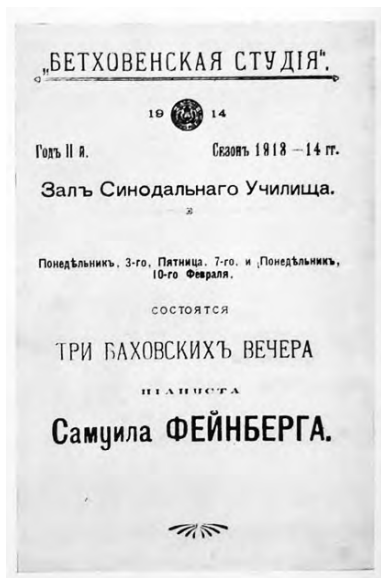 „БЕТХОВЕНСКАЯ СТУДІЯ“.
19 14
Годъ II й. Сезонъ 1913 – 14 гг.
Залъ Синодальнаго Училища.
Понедѣльникъ, 3-го, Пятница. 7-го. и Понедѣльникъ,
10-го Февраля.
СОСТОЯТСЯ
ТРИ БАХОВСКИХЪ ВЕЧЕРА
ПІАНИСТА
Самуила ФЕЙНБЕРГА.